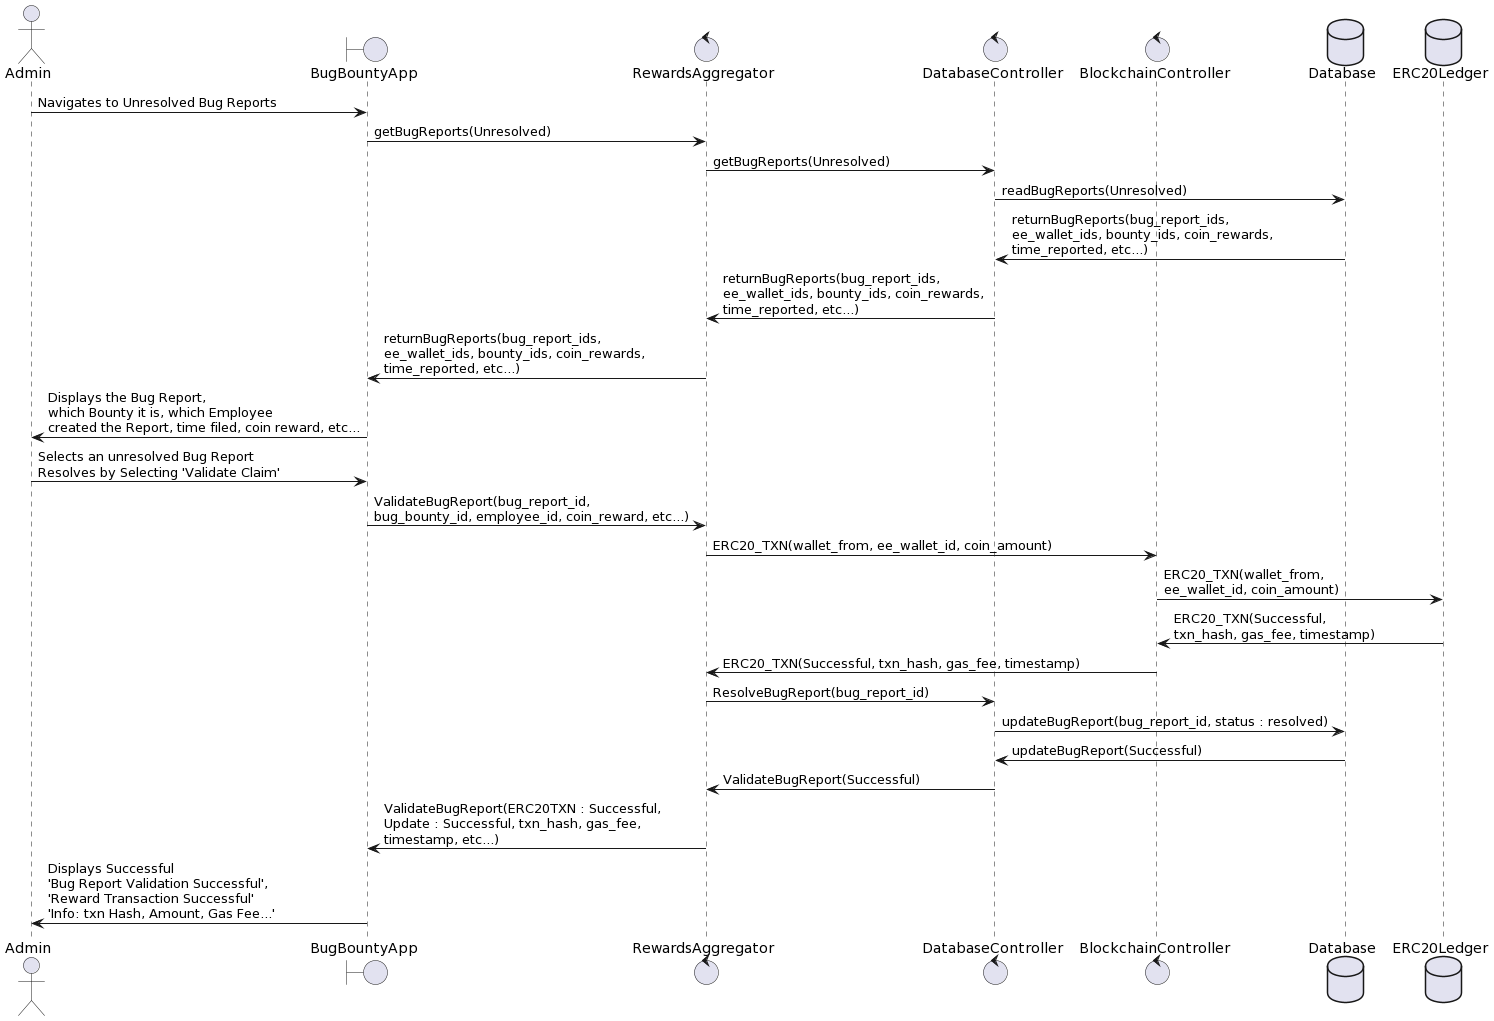 Admin
BugBountyApp
RewardsAggregator
DatabaseController
BlockchainController
Database
ERC20Ledger
Navigates to Unresolved Bug Reports
getBugReports(Unresolved)
getBugReports(Unresolved)
readBugReports(Unresolved)
returnBugReports(bug_report_ids,
ee_wallet_ids, bounty_ids, coin_rewards,
time_reported, etc...)
returnBugReports(bug_report_ids,
ee_wallet_ids, bounty_ids, coin_rewards,
time_reported, etc...)
returnBugReports(bug_report_ids,
ee_wallet_ids, bounty_ids, coin_rewards,
time_reported, etc...)
Displays the Bug Report,
which Bounty it is, which Employee
created the Report, time filed, coin reward, etc...
Selects an unresolved Bug Report
Resolves by Selecting 'Validate Claim'
ValidateBugReport(bug_report_id,
bug_bounty_id, employee_id, coin_reward, etc...)
ERC20_TXN(wallet_from, ee_wallet_id, coin_amount)
ERC20_TXN(wallet_from,
ee_wallet_id, coin_amount)
ERC20_TXN(Successful,
txn_hash, gas_fee, timestamp)
ERC20_TXN(Successful, txn_hash, gas_fee, timestamp)
ResolveBugReport(bug_report_id)
updateBugReport(bug_report_id, status : resolved)
updateBugReport(Successful)
ValidateBugReport(Successful)
ValidateBugReport(ERC20TXN : Successful,
Update : Successful, txn_hash, gas_fee,
timestamp, etc...)
Displays Successful
'Bug Report Validation Successful',
'Reward Transaction Successful'
'Info: txn Hash, Amount, Gas Fee...'
Admin
BugBountyApp
RewardsAggregator
DatabaseController
BlockchainController
Database
ERC20Ledger